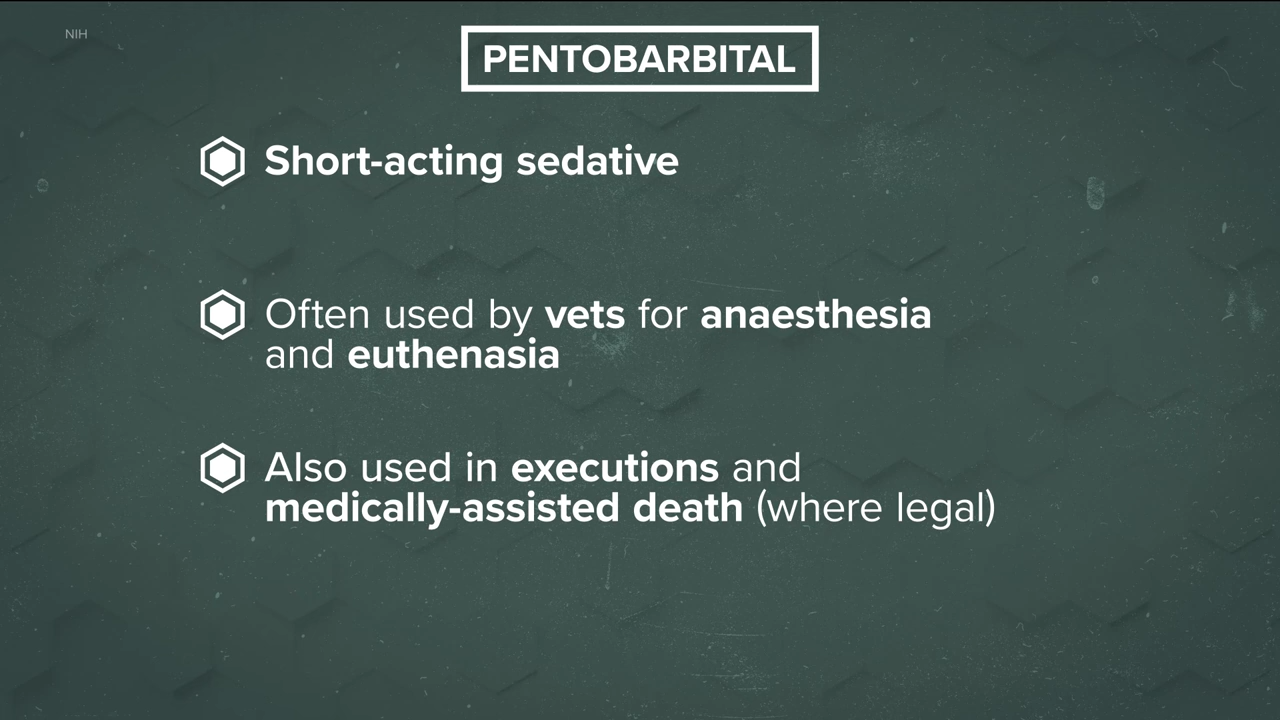 NIH
PENTOBARBITAL
Short-acting sedative
Often used by vets for anaesthesia
and euthenasia
Also used in executions and
medically-assisted death (where legal)